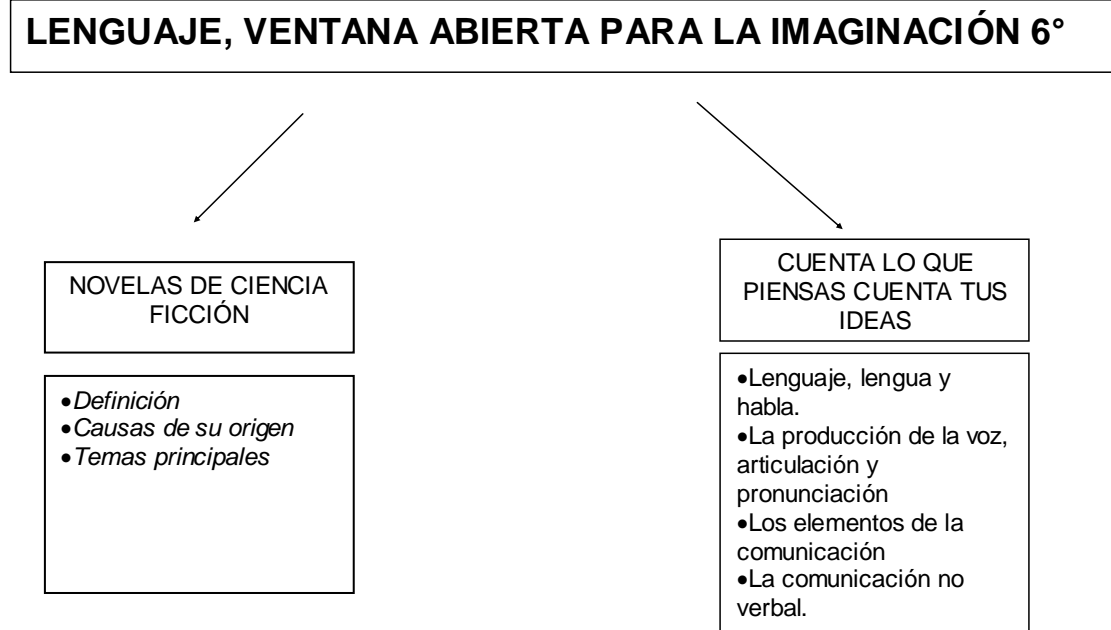 LENGUAJE, VENTANA ABIERTA PARA LA IMAGINACIÓN 6°
NOVELAS DE CIENCIA
FICCIÓN
•Definición
•Causas de su origen
•Temas principales
CUENTA LO QUE
PIENSAS CUENTA TUS
IDEAS
•Lenguaje, lengua y
habla.
•La producción de la voz,
articulación y
pronunciación
•Los elementos de la
comunicación
•La comunicación no
verbal.